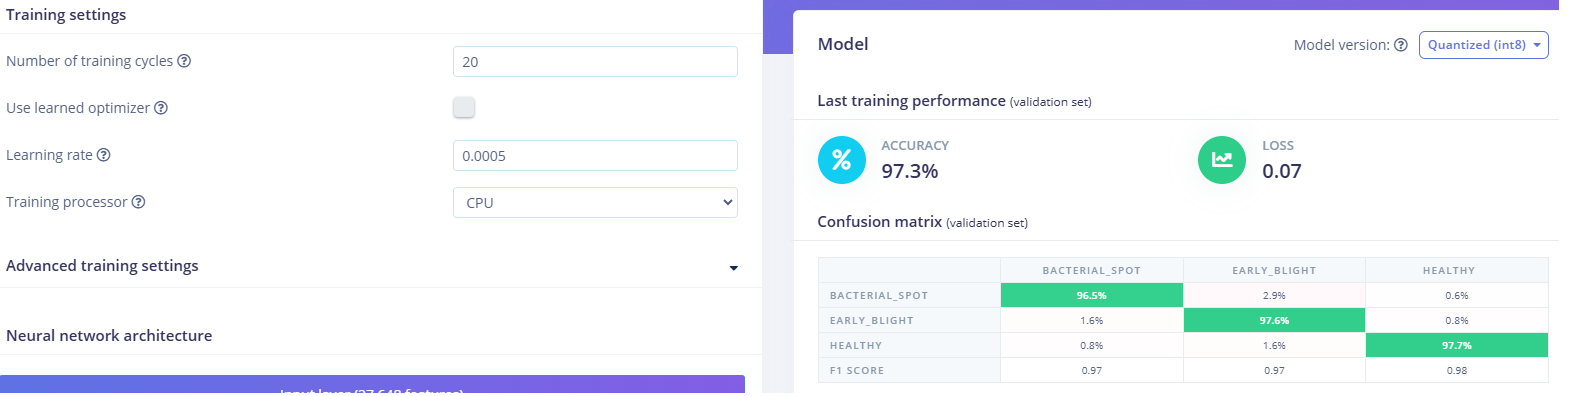 Training settings
Number of training cycles
20
Use learned optimizer
Learning rate
0.0005
Training processor
CPU
Advanced training settings
Neural network architecture
Model
Model version:
Quantized (int8)
Last training performance (validation set)
% ACCURACY
97.3%
LOSS
0.07
Confusion matrix (validation set)
BACTERIAL_SPOT EARLY_BLIGHT HEALTHY
BACTERIAL_SPOT 96.5% 2.9% 0.6%
EARLY_BLIGHT 1.6% 97.6% 0.8%
HEALTHY 0.8% 1.6% 97.7%
F1 SCORE 0.97 0.97 0.98